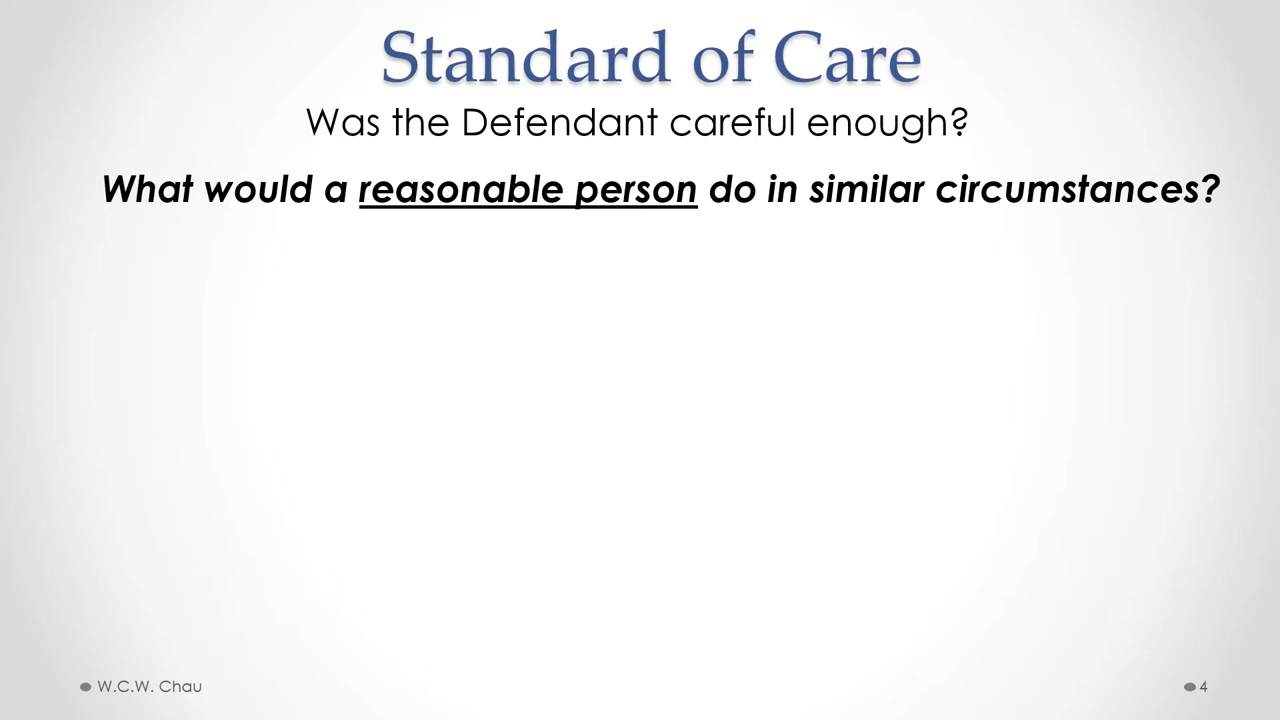 Standard of Care
Was the Defendant careful enough?
What would a reasonable person do in similar circumstances?
W.C.W. Chau
4